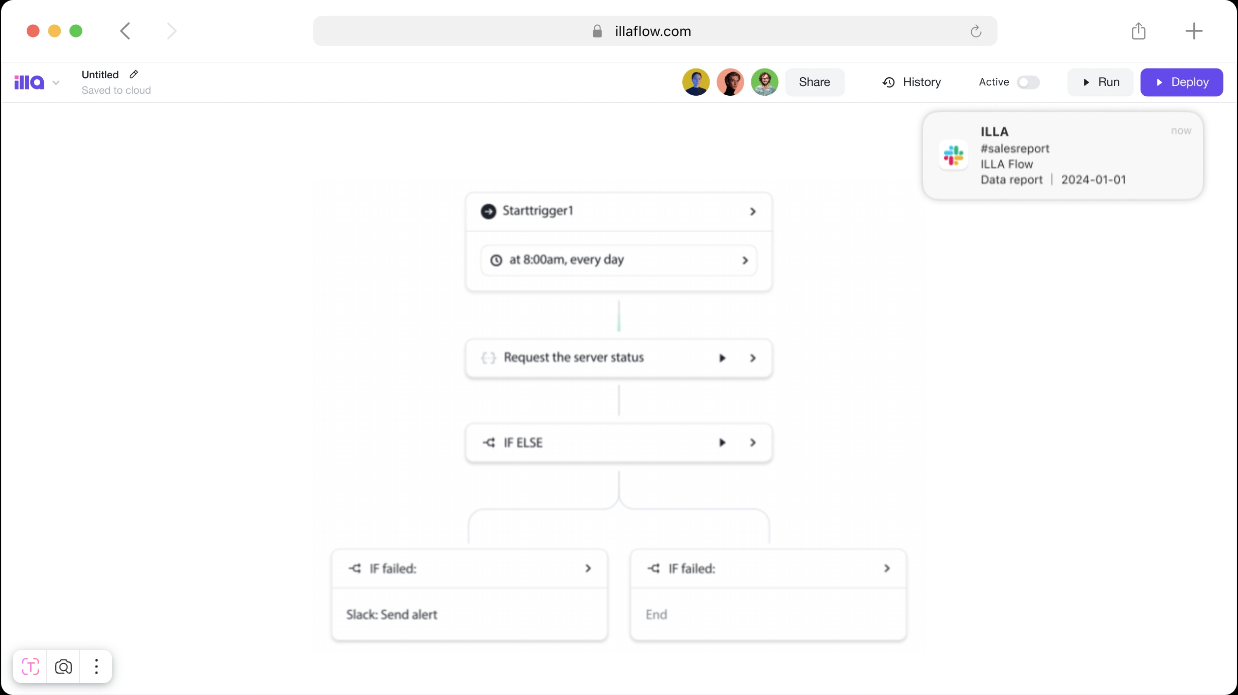 illaflow.com
illa
Untitled
Saved to cloud
Share
History
Active
Run
Deploy
ILLA
now
#salesreport
ILLA Flow
Data report | 2024-01-01
Starttrigger1
at 8:00am, every day
Request the server status
IF ELSE
IF failed:
Slack: Send alert
IF failed:
End
T